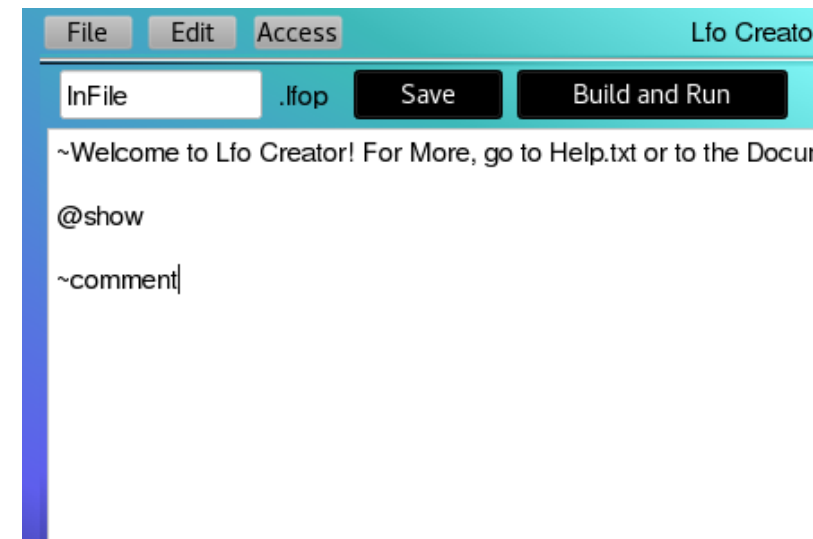 File Edit Access Lfo Creato
InFile .lfop Save Build and Run
~Welcome to Lfo Creator! For More, go to Help.txt or to the Docu
@show
~comment